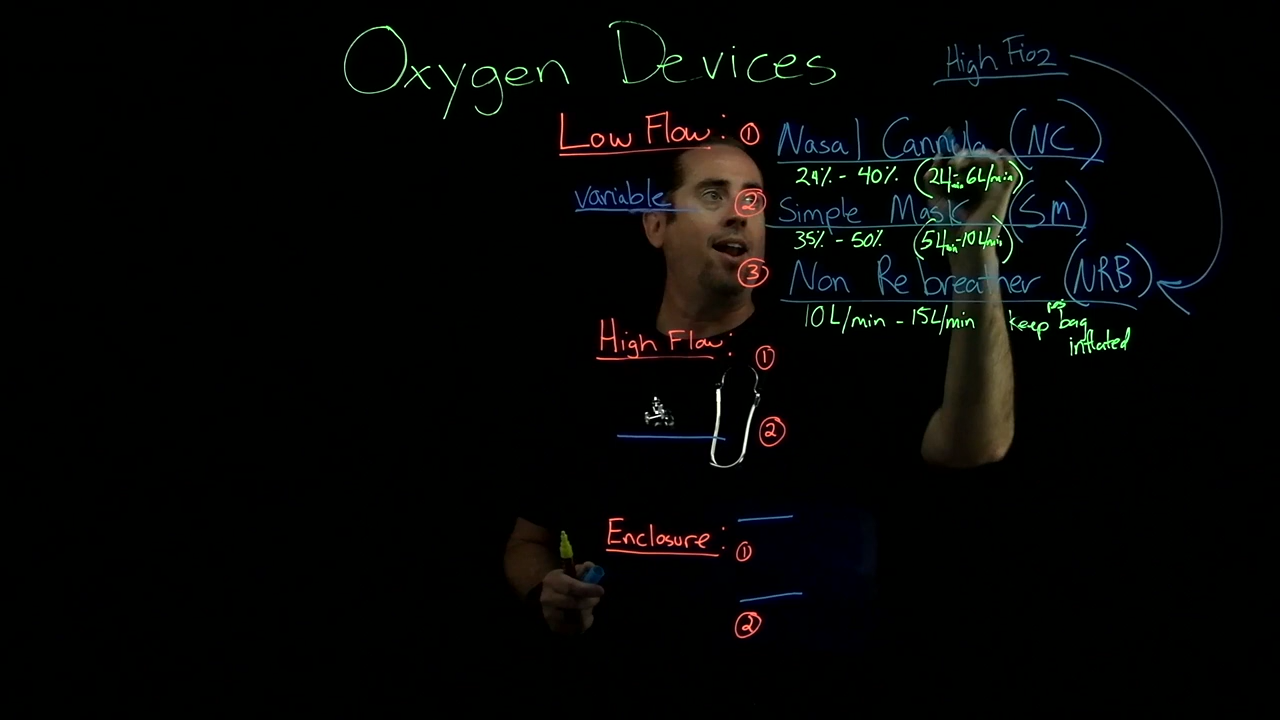 Oxygen Devices
High Fio2
Low Flow: ① Nasal Cannula (NC)
24% - 40% (2L/min - 6L/min)
variable ② Simple Mask (SM)
35% - 50% (5L/min - 10L/min)
③ Non Rebreather (NRB)
10L/min - 15L/min keep bag
inflated
High Flow: ①
②
Enclosure: ①
②